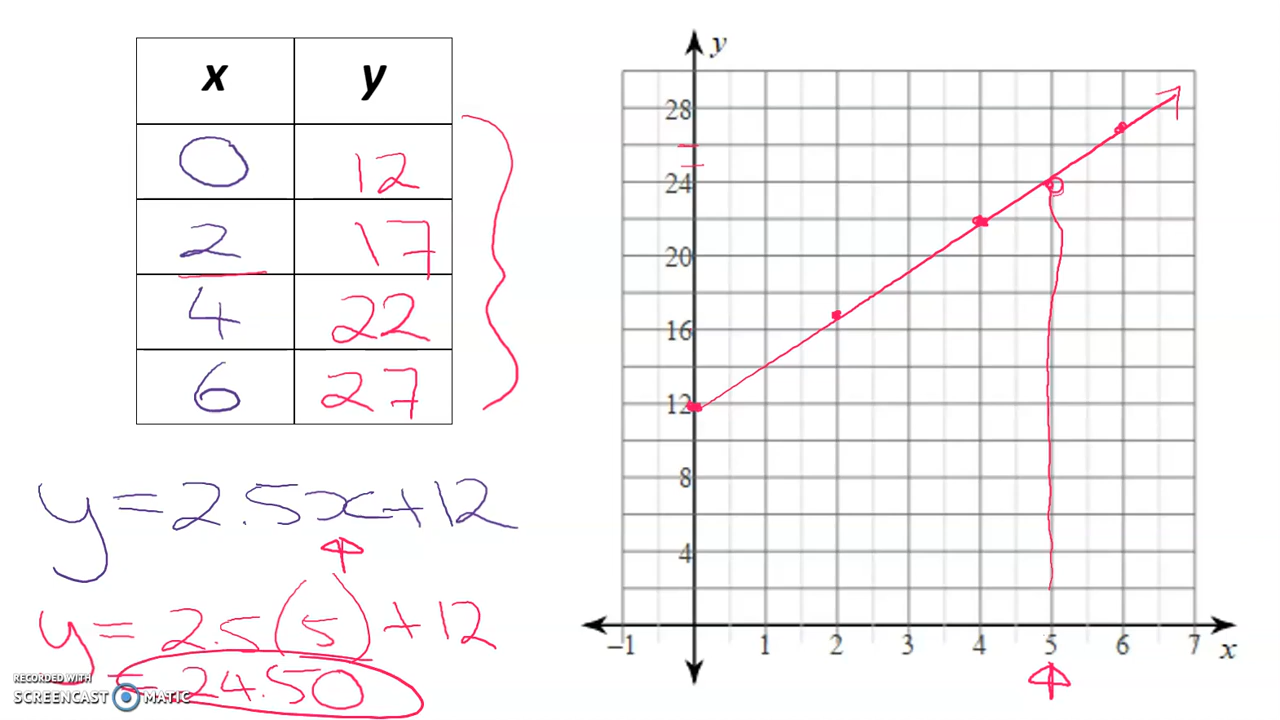 x y
0 12
2 17
4 22
6 27
y = 2.5x + 12
y = 2.5(5) + 12
= 24.50
RECORDED WITH
SCREENCAST MATIC
y
28
24
20
16
12
8
4
-1 1 2 3 4 5 6 7 x